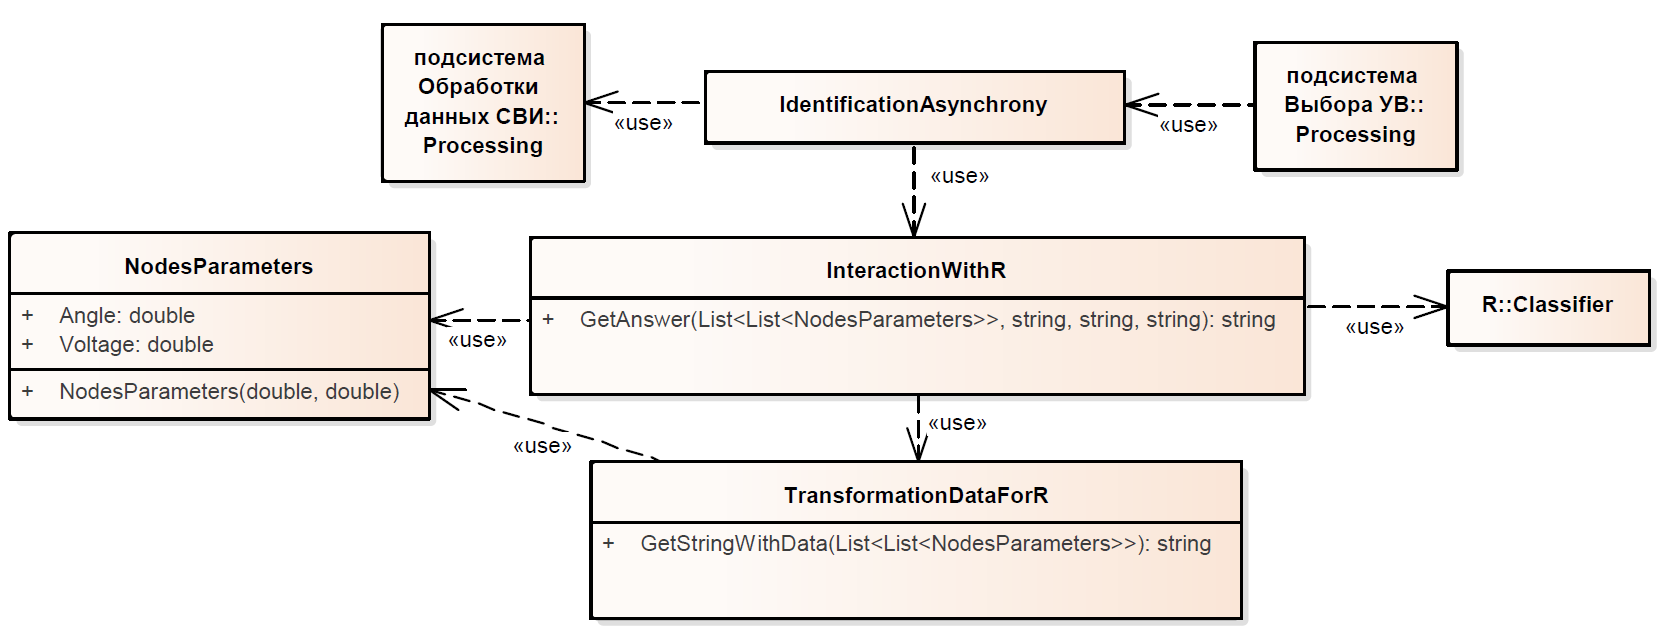 подсистема
Обработки
данных СВИ::
Processing
«use»
IdentificationAsynchrony
«use»
подсистема
Выбора УВ::
Processing
«use»
NodesParameters
+ Angle: double
+ Voltage: double
+ NodesParameters(double, double)
«use»
InteractionWithR
+ GetAnswer(List<List<NodesParameters>>, string, string, string): string
«use»
R::Classifier
«use»
«use»
TransformationDataForR
+ GetStringWithData(List<List<NodesParameters>>): string